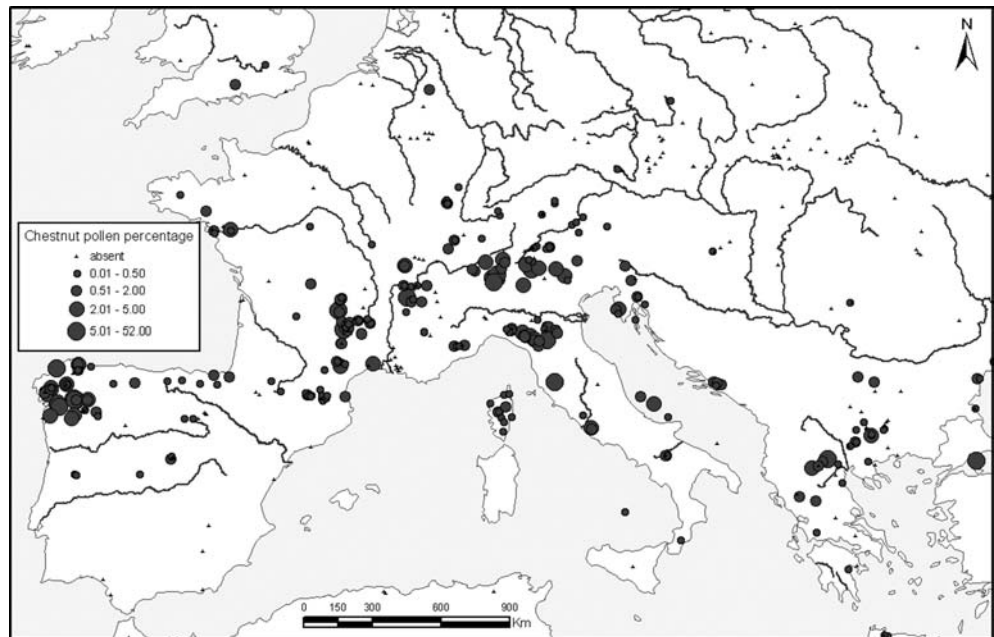 N
Chestnut pollen percentage
absent
0.01 - 0.50
0.51 - 2.00
2.01 - 5.00
5.01 - 52.00
0 150 300 600 900
Km